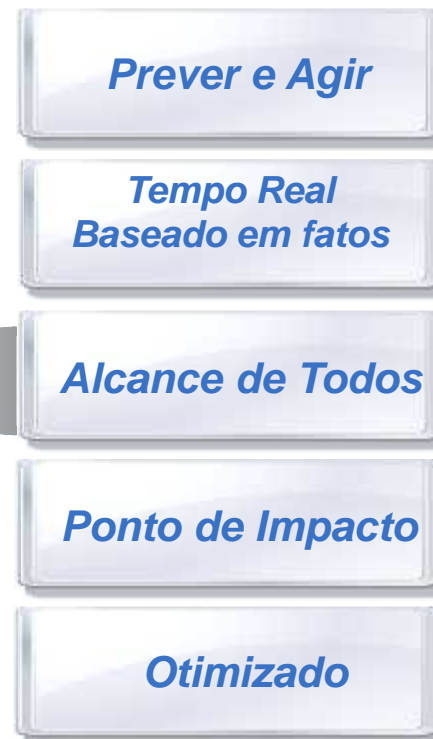 Prever e Agir
Tempo Real
Baseado em fatos
Alcance de Todos
Ponto de Impacto
Otimizado